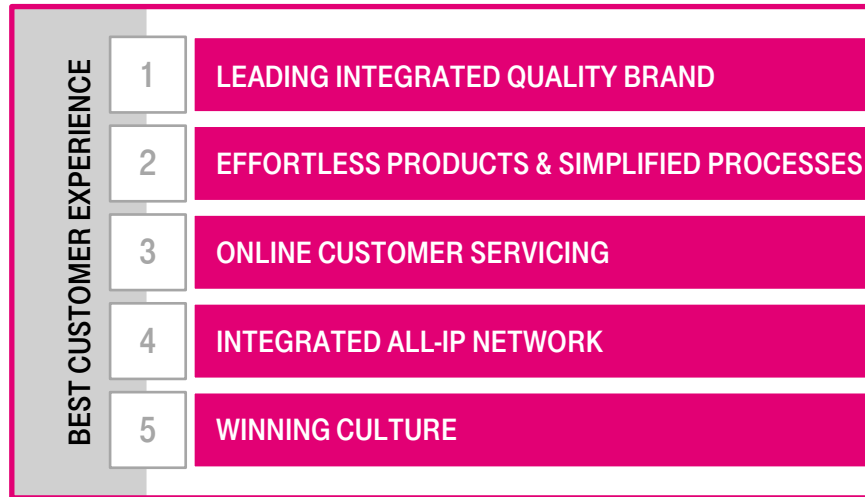 BEST CUSTOMER EXPERIENCE
1
LEADING INTEGRATED QUALITY BRAND
2
EFFORTLESS PRODUCTS & SIMPLIFIED PROCESSES
3
ONLINE CUSTOMER SERVICING
4
INTEGRATED ALL-IP NETWORK
5
WINNING CULTURE